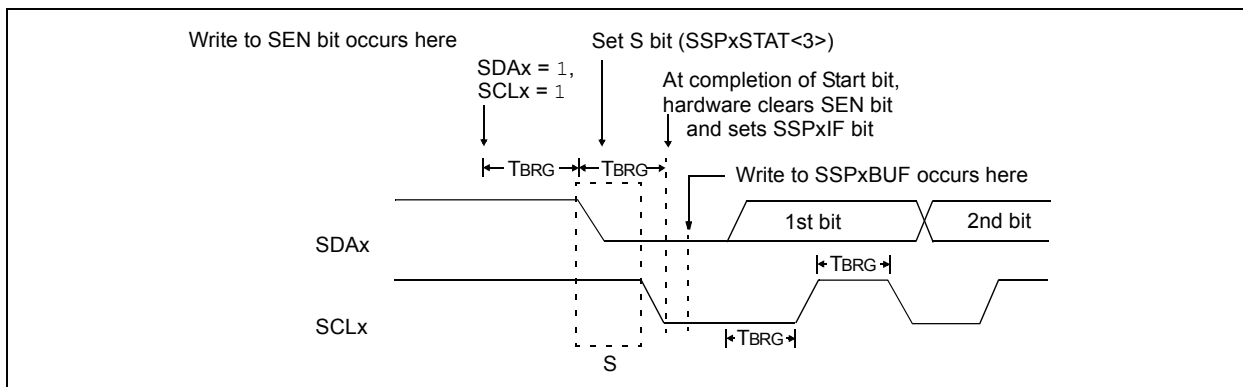 Write to SEN bit occurs here
Set S bit (SSPxSTAT<3>)
SDAx = 1,
SCLx = 1
At completion of Start bit,
hardware clears SEN bit
and sets SSPxIF bit
TBRG
TBRG
Write to SSPxBUF occurs here
1st bit
2nd bit
SDAx
TBRG
SCLx
TBRG
S